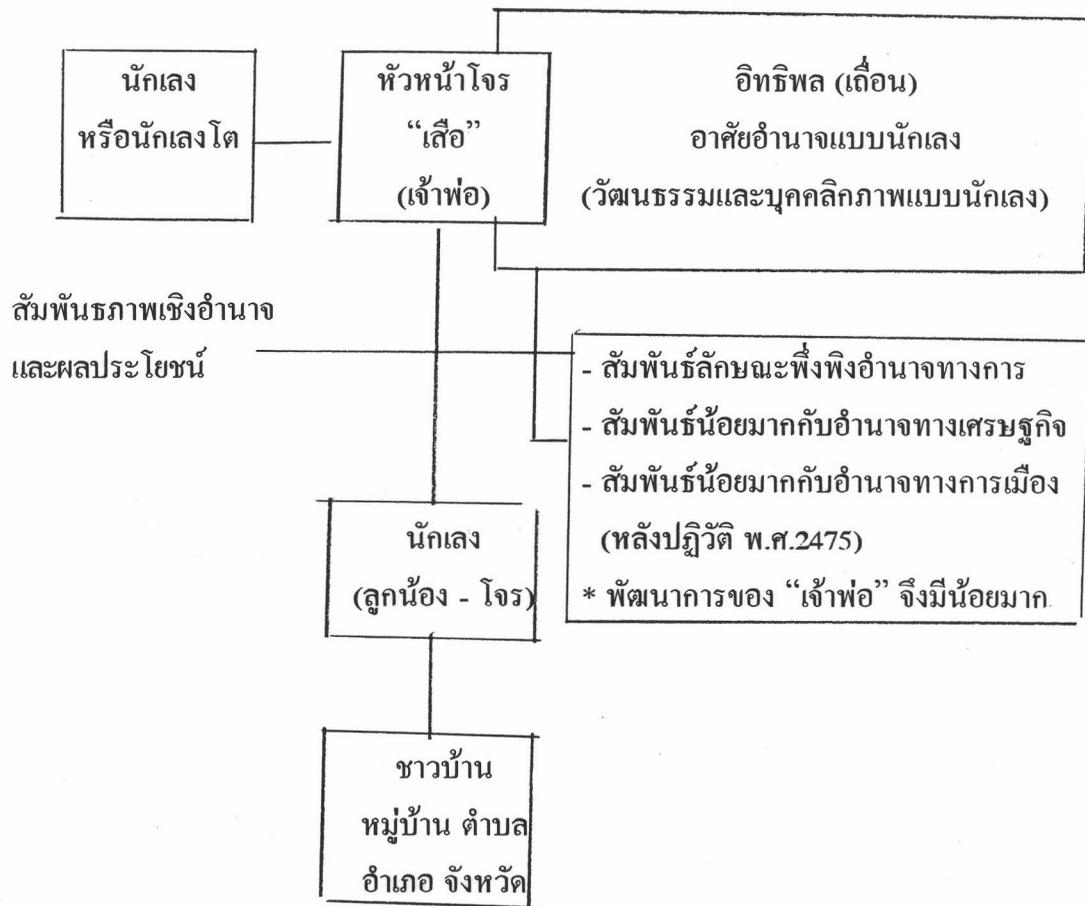 นักเลง
หรือนักเลงโต
หัวหน้าโจร
“เสือ”
(เจ้าพ่อ)
อิทธิพล (เถื่อน)
อาศัยอำนาจแบบนักเลง
(วัฒนธรรมและบุคคลิกภาพแบบนักเลง)
สัมพันธภาพเชิงอำนาจ
และผลประโยชน์
- สัมพันธ์ลักษณะพึ่งพิงอำนาจทางการ
- สัมพันธ์น้อยมากกับอำนาจทางเศรษฐกิจ
- สัมพันธ์น้อยมากกับอำนาจทางการเมือง
(หลังปฏิวัติ พ.ศ.2475)
* พัฒนาการของ “เจ้าพ่อ” จึงมีน้อยมาก
นักเลง
(ลูกน้อง - โจร)
ชาวบ้าน
หมู่บ้าน ตำบล
อำเภอ จังหวัด